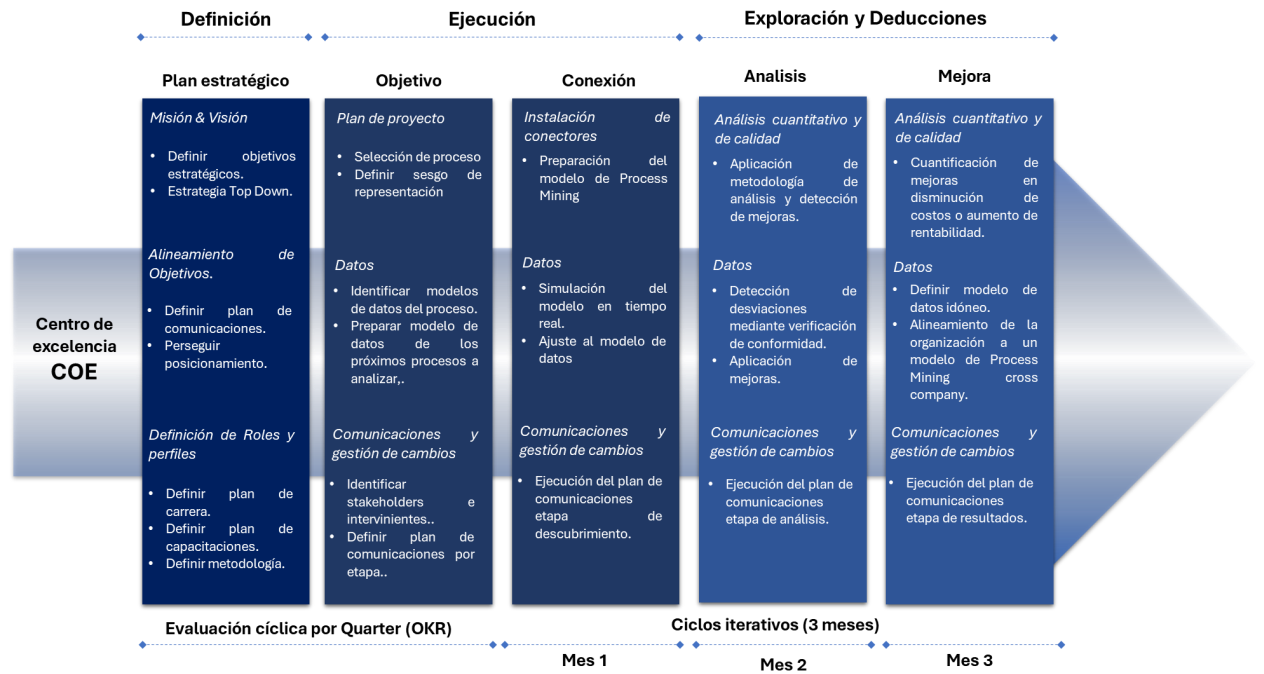 Definición
Ejecución
Exploración y Deducciones
Plan estratégico
Objetivo
Conexión
Analisis
Mejora
Centro de
excelencia
COE
Misión & Visión
• Definir objetivos
estratégicos.
• Estrategia Top Down.
Alineamiento de
Objetivos.
• Definir plan de
comunicaciones.
• Perseguir
posicionamiento.
Definición de Roles y
perfiles
• Definir plan de
carrera.
• Definir plan de
capacitaciones.
• Definir metodología.
Plan de proyecto
• Selección de proceso
• Definir sesgo de
representación
Datos
• Identificar modelos
de datos del proceso.
• Preparar modelo de
datos de los
próximos procesos a
analizar,.
Comunicaciones y
gestión de cambios
• Identificar
stakeholders e
intervinientes..
• Definir plan de
comunicaciones por
etapa..
Instalación de
conectores
• Preparación del
modelo de Process
Mining
Datos
• Simulación del
modelo en tiempo
real.
• Ajuste al modelo de
datos
Comunicaciones y
gestión de cambios
• Ejecución del plan de
comunicaciones
etapa de
descubrimiento.
Análisis cuantitativo y
de calidad
• Aplicación de
metodología de
análisis y detección
de mejoras.
Datos
• Detección de
desviaciones
mediante verificación
de conformidad.
• Aplicación de
mejoras.
Comunicaciones y
gestión de cambios
• Ejecución del plan de
comunicaciones
etapa de análisis.
Análisis cuantitativo y
de calidad
• Cuantificación de
mejoras en
disminución de
costos o aumento de
rentabilidad.
Datos
• Definir modelo de
datos idóneo.
• Alineamiento de la
organización a un
modelo de Process
Mining cross
company.
Comunicaciones y
gestión de cambios
• Ejecución del plan de
comunicaciones
etapa de resultados.
Evaluación cíclica por Quarter (OKR)
Ciclos iterativos (3 meses)
Mes 1
Mes 2
Mes 3